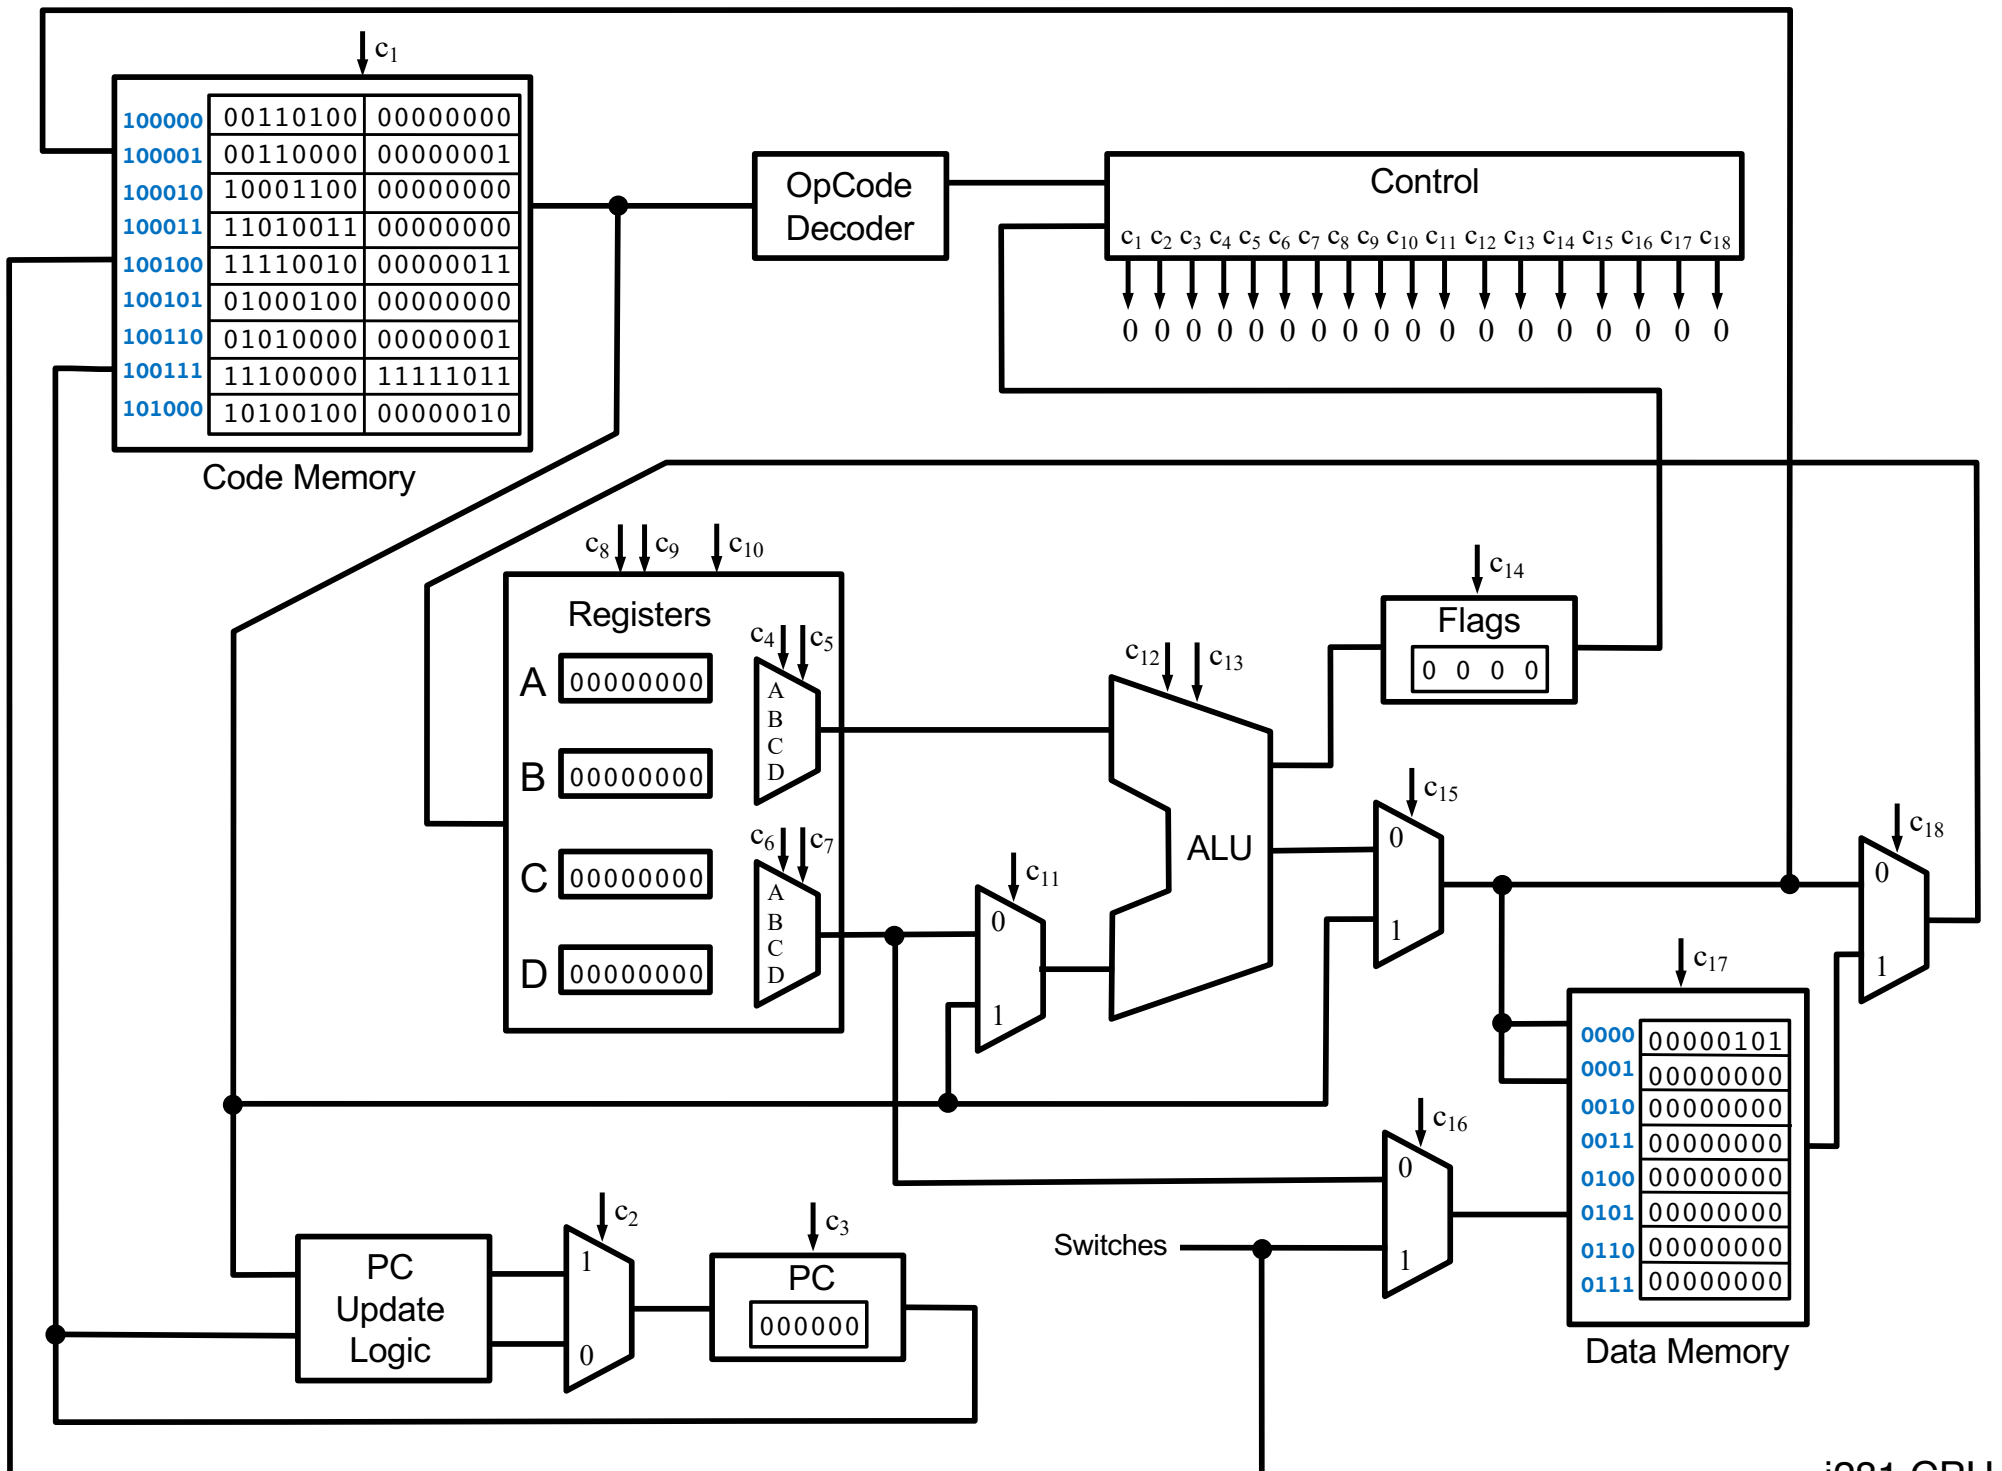 c1
100000 00110100 00000000
100001 00110000 00000001
100010 10001100 00000000
100011 11010011 00000000
100100 11110010 00000011
100101 01000100 00000000
100110 01010000 00000001
100111 11100000 11111011
101000 10100100 00000010
Code Memory
OpCode
Decoder
Control
c1 c2 c3 c4 c5 c6 c7 c8 c9 c10 c11 c12 c13 c14 c15 c16 c17 c18
0 0 0 0 0 0 0 0 0 0 0 0 0 0 0 0 0 0
c8 c9 c10
Registers
A 00000000
B 00000000
C 00000000
D 00000000
c4 c5
A
B
C
D
c6 c7
A
B
C
D
c11
0
1
c12 c13
ALU
c14
Flags
0 0 0 0
c15
0
1
c18
0
1
c17
0000 00000101
0001 00000000
0010 00000000
0011 00000000
0100 00000000
0101 00000000
0110 00000000
0111 00000000
Data Memory
c16
0
1
Switches
PC
Update
Logic
c2
1
0
c3
PC
000000